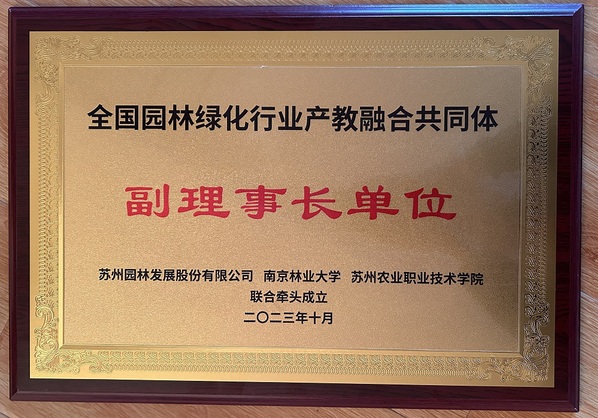 全国园林绿化行业产教融合共同体
副理事长单位
苏州园林发展股份有限公司 南京林业大学 苏州农业职业技术学院
联合牵头成立
二〇二三年十月